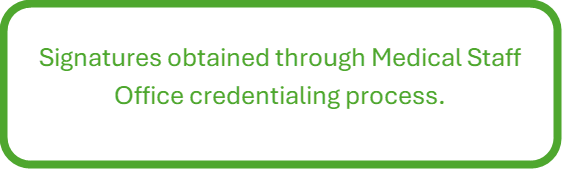 Signatures obtained through Medical Staff
Office credentialing process.